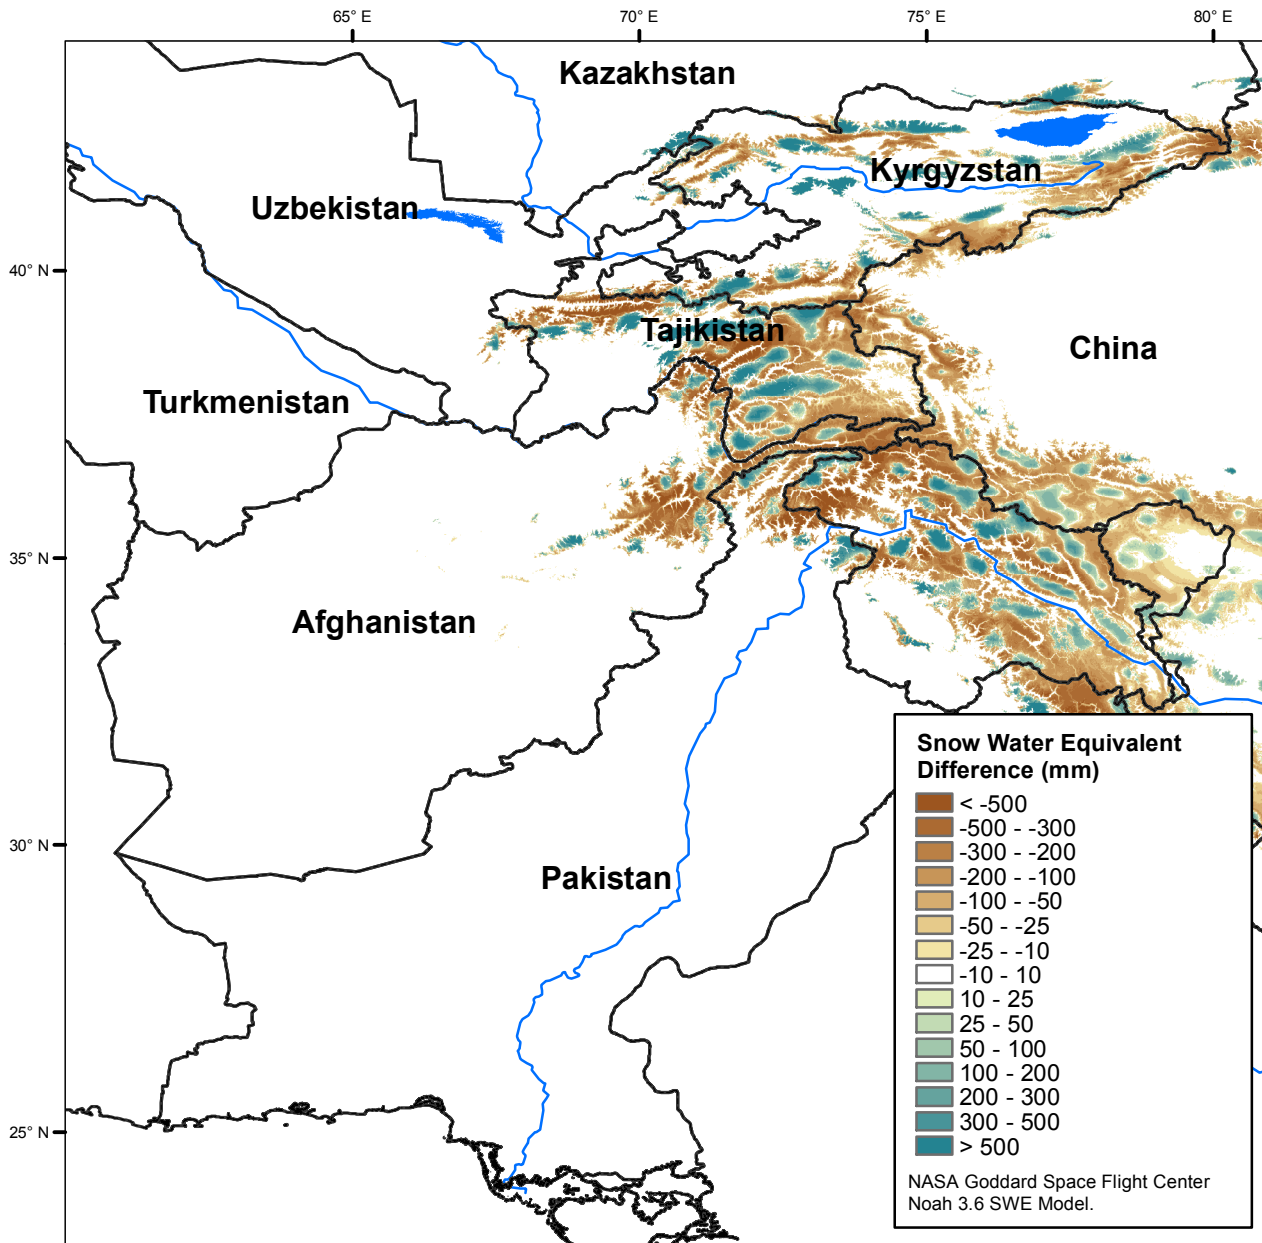 65° E
70° E
75° E
80° E
Kazakhstan
Kyrgyzstan
Uzbekistan
40° N
Tajikistan
China
Turkmenistan
35° N
Afghanistan
30° N
Pakistan
25° N
Snow Water Equivalent
Difference (mm)
< -500
-500 - -300
-300 - -200
-200 - -100
-100 - -50
-50 - -25
-25 - -10
-10 - 10
10 - 25
25 - 50
50 - 100
100 - 200
200 - 300
300 - 500
> 500
NASA Goddard Space Flight Center
Noah 3.6 SWE Model.